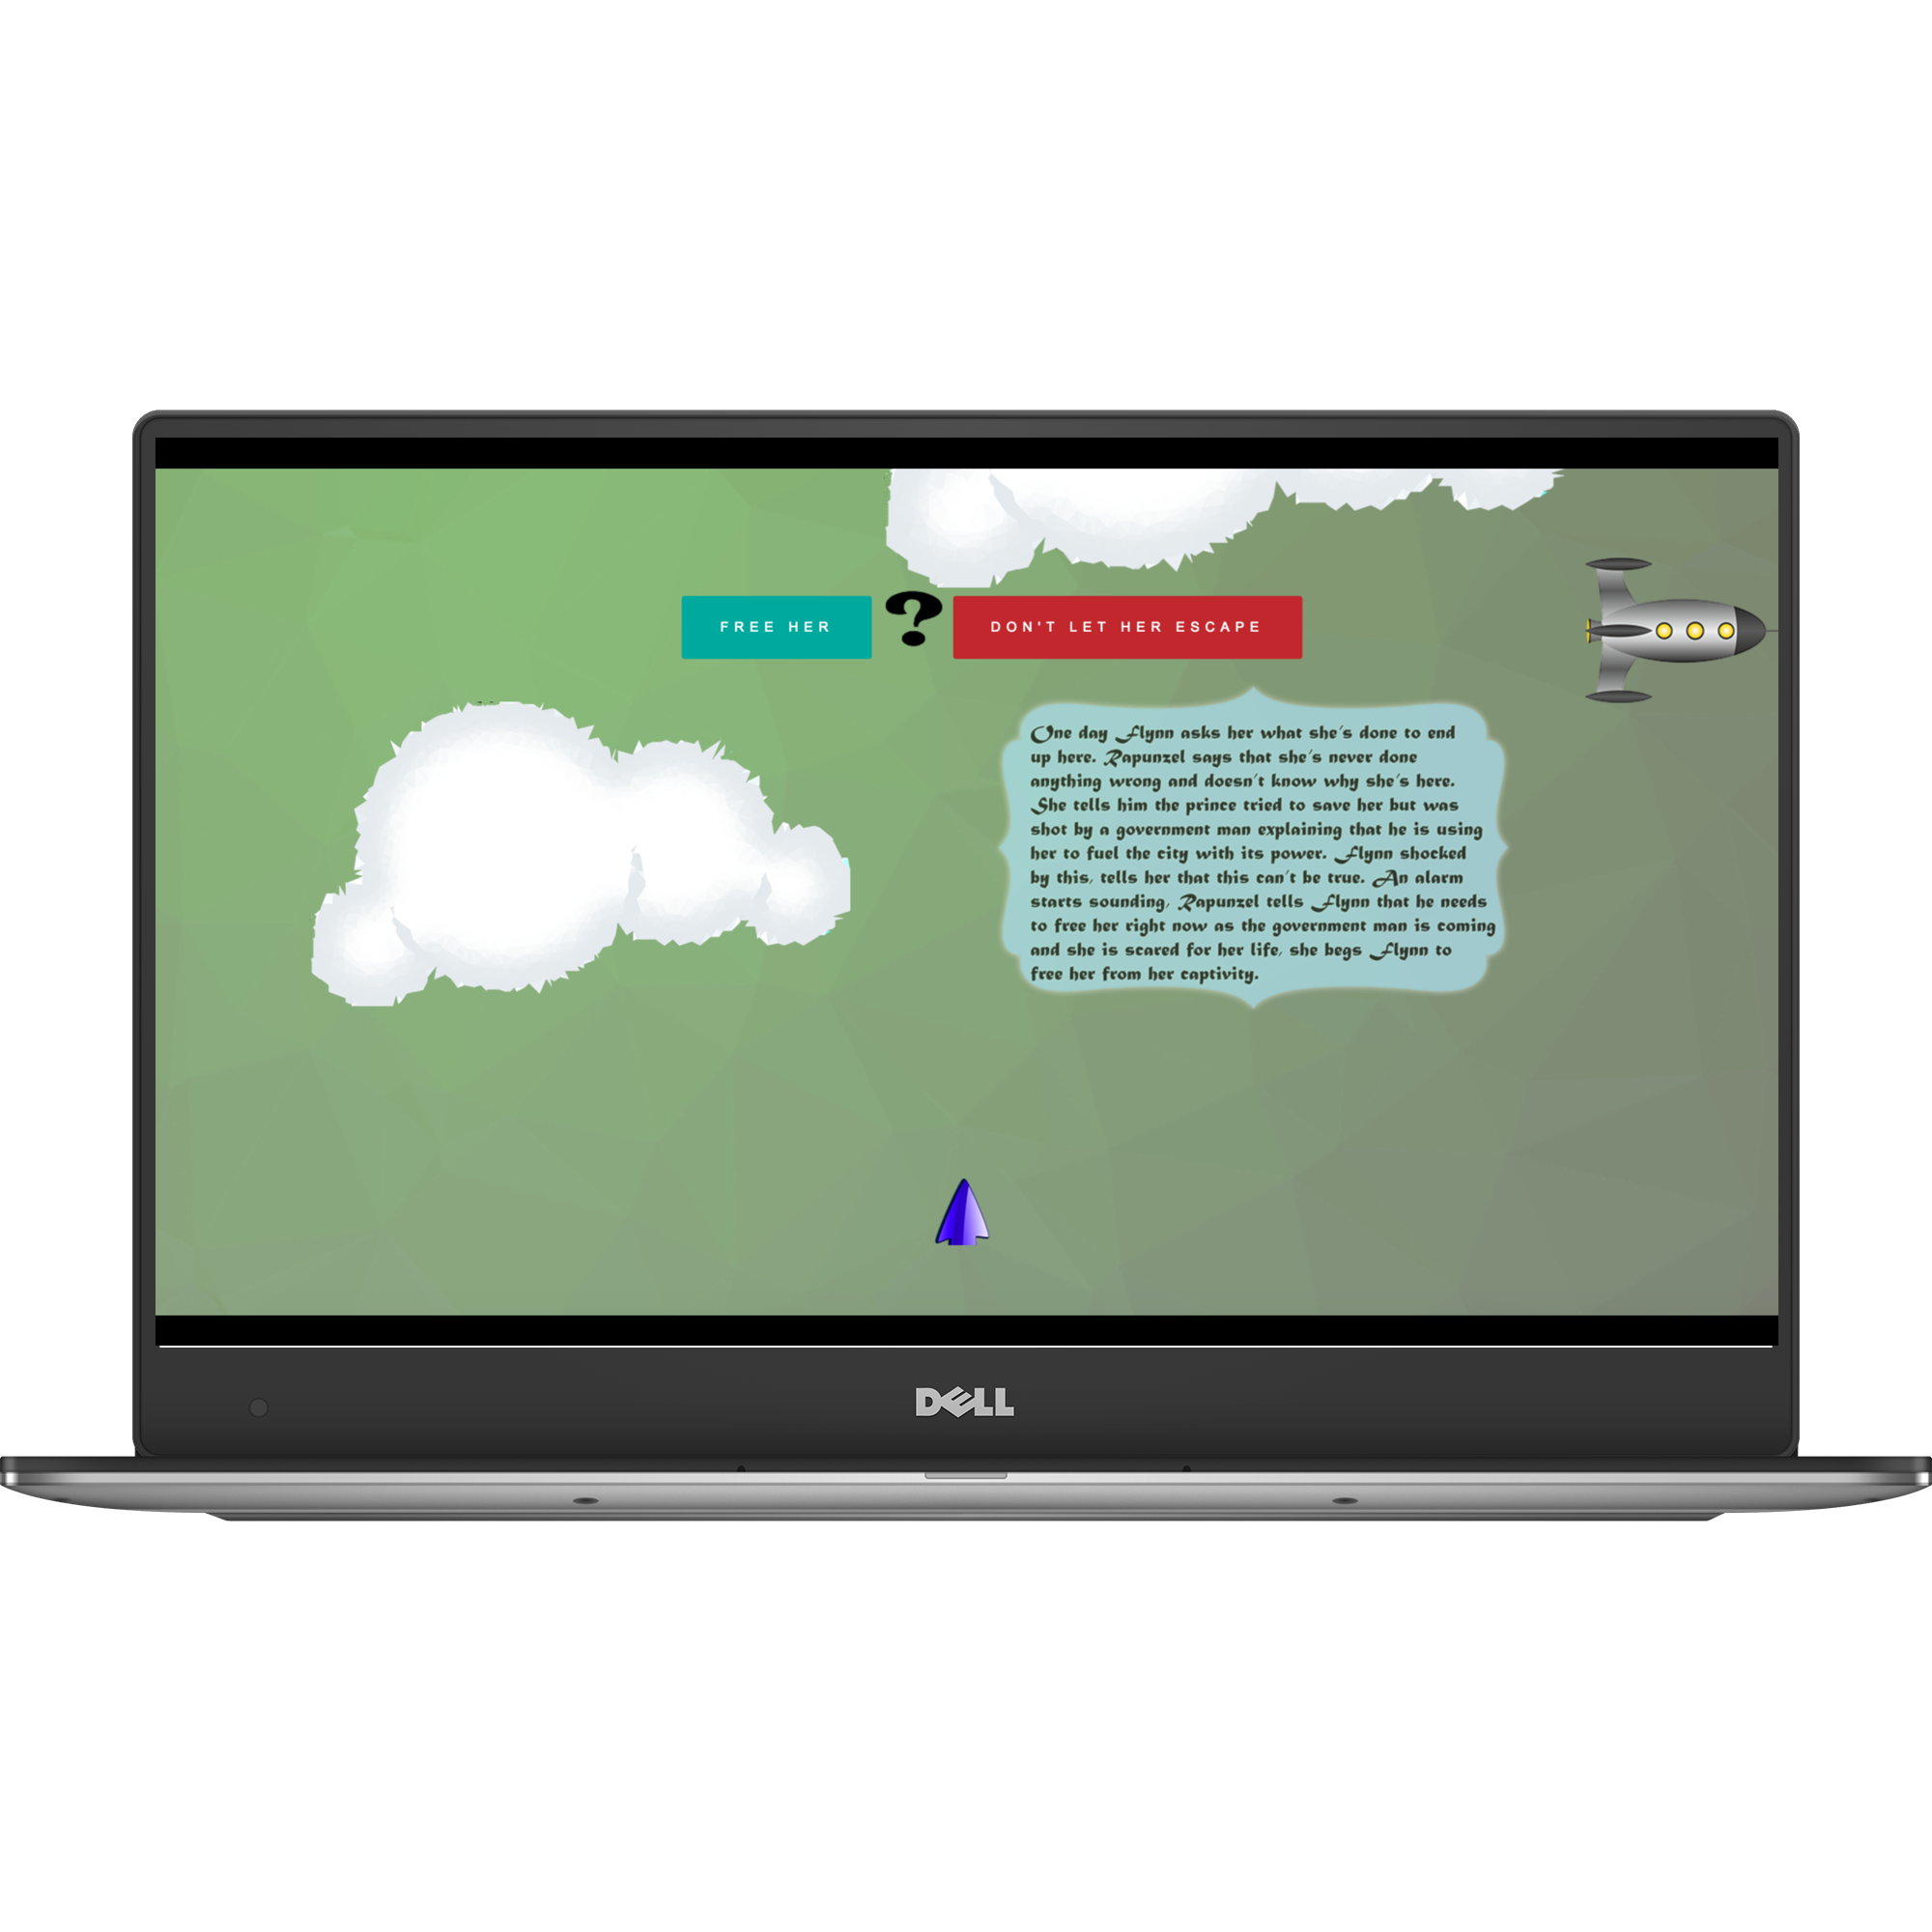 FREE HER
?
DON'T LET HER ESCAPE
One day Flynn asks her what she's done to end
up here. Rapunzel says that she's never done
anything wrong and doesn't know why she's here.
She tells him the prince tried to save her but was
shot by a government man explaining that he is using
her to fuel the city with its power. Flynn shocked
by this, tells her that this can't be true. An alarm
starts sounding, Rapunzel tells Flynn that he needs
to free her right now as the government man is coming
and she is scared for her life, she begs Flynn to
free her from her captivity.
DELL